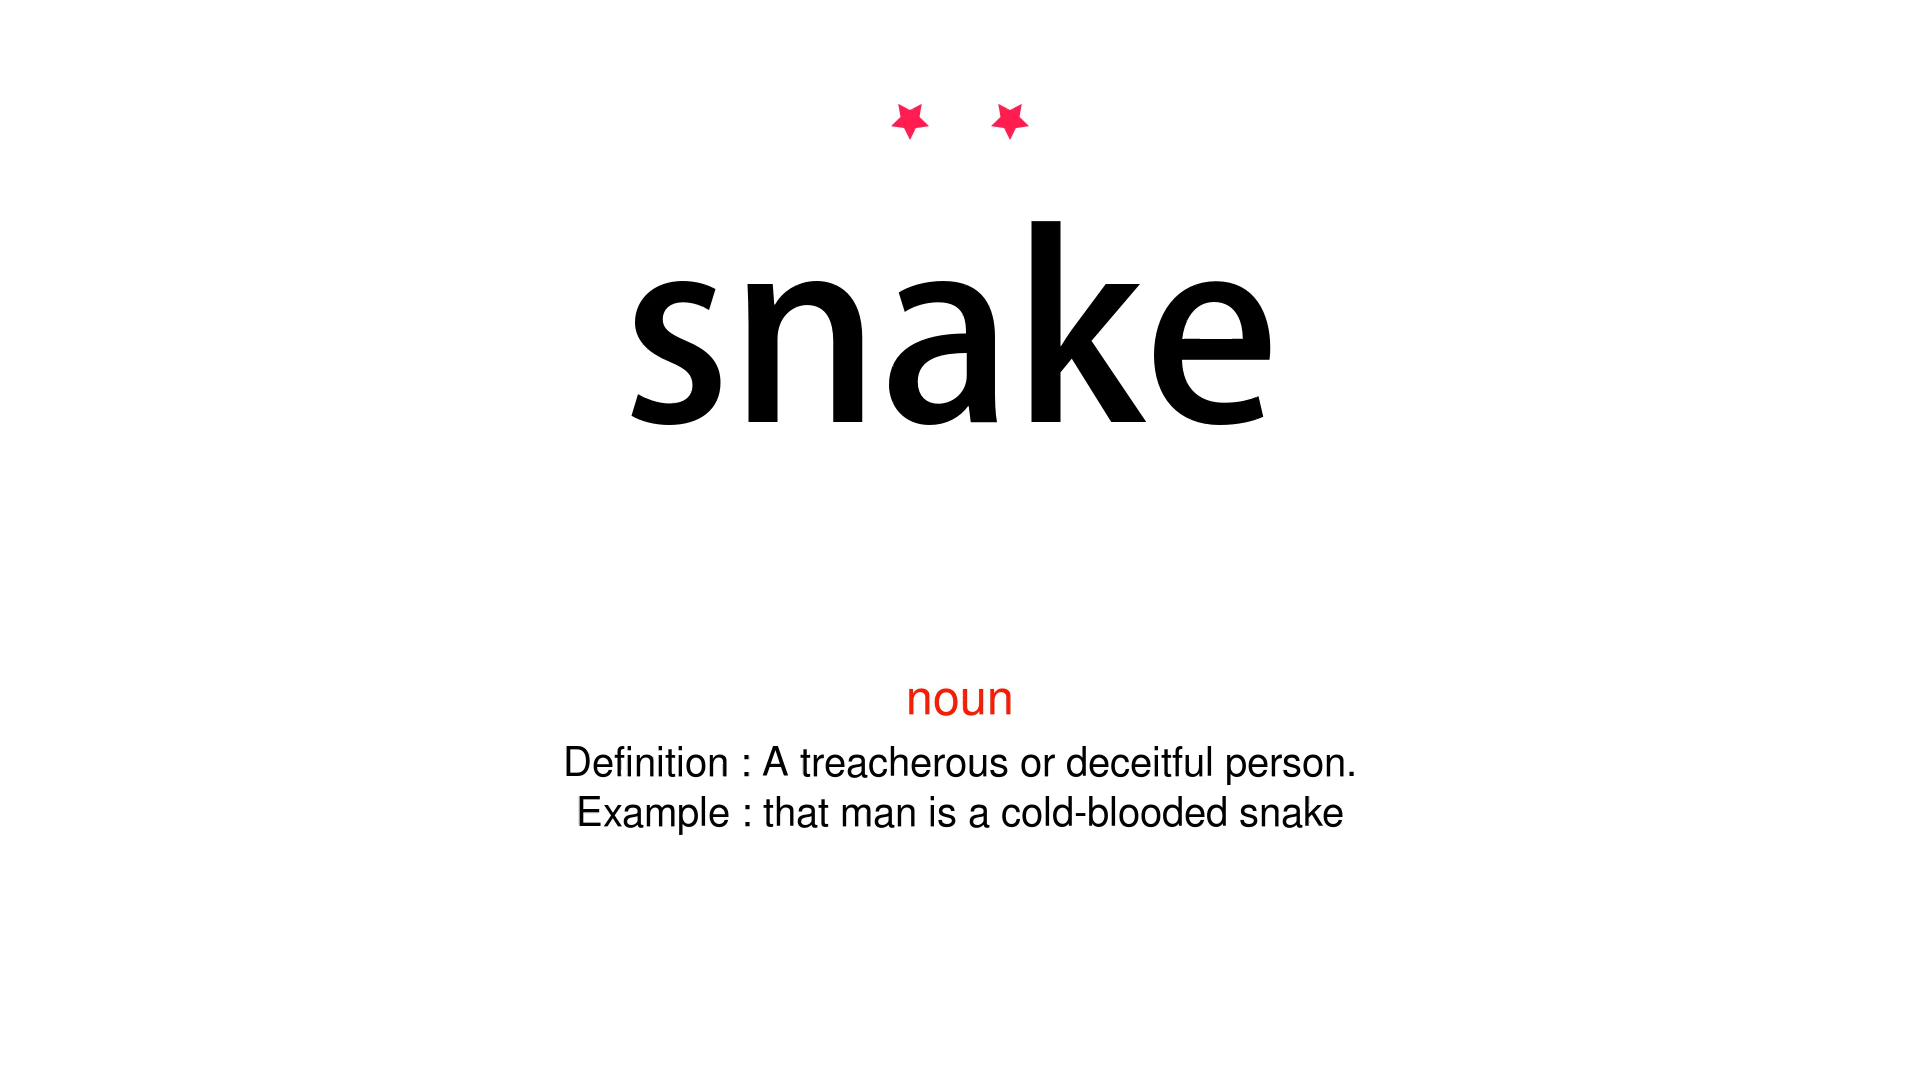 snake
noun
Definition : A treacherous or deceitful person.
Example : that man is a cold-blooded snake